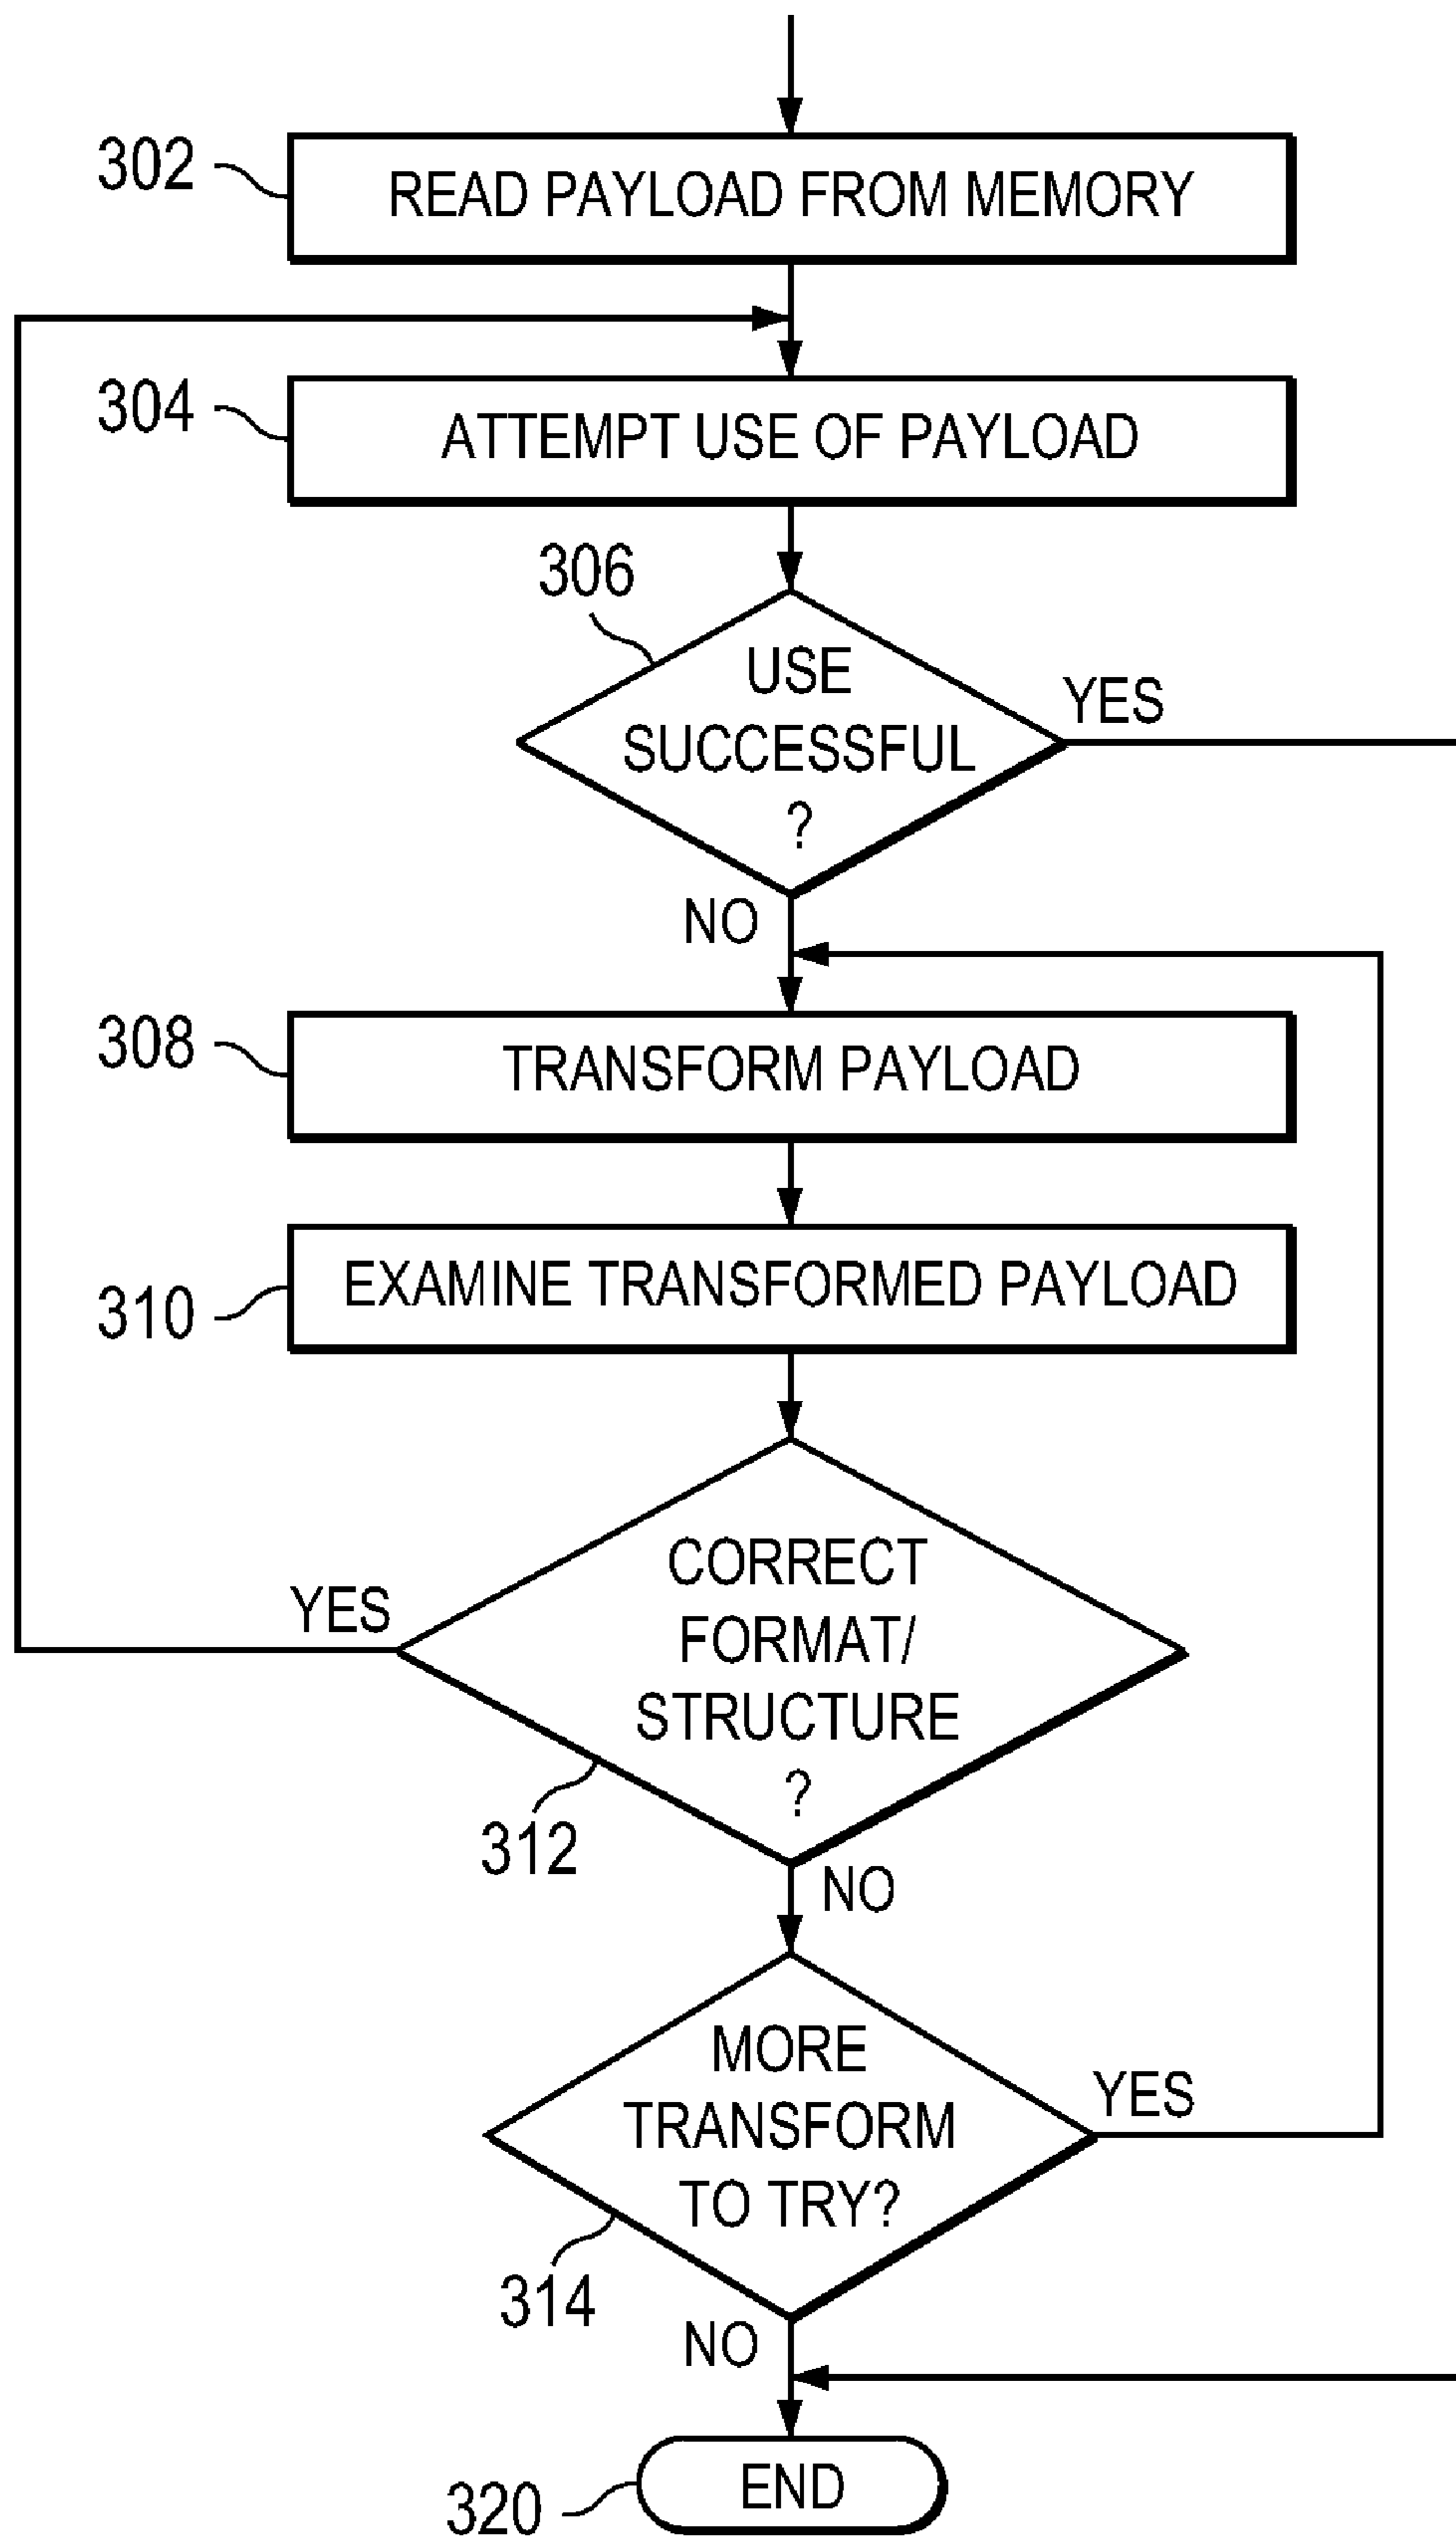 302
READ PAYLOAD FROM MEMORY
304
ATTEMPT USE OF PAYLOAD
306
USE
SUCCESSFUL
?
YES
NO
308
TRANSFORM PAYLOAD
310
EXAMINE TRANSFORMED PAYLOAD
CORRECT
FORMAT/
STRUCTURE
?
YES
312
NO
MORE
TRANSFORM
TO TRY?
YES
314
NO
320
END